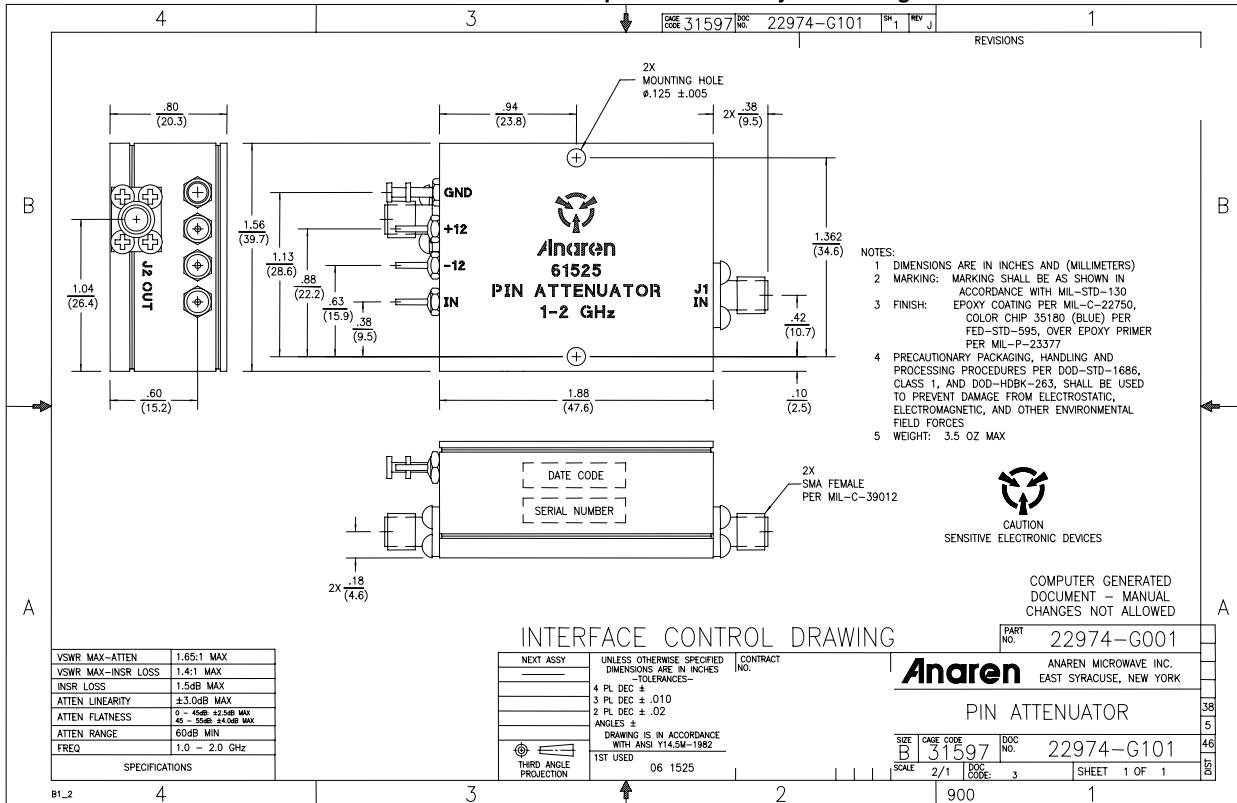 4
3
CAGE CODE 31597 DOC NO. 22974-G101 SH 1 REV J
1
REVISIONS
2X
MOUNTING HOLE
ø.125 ±.005
.80
(20.3)
.94
(23.8)
2X .38
(9.5)
B
B
GND
+12
-12
IN
Anaren
61525
PIN ATTENUATOR
1-2 GHz
J1
IN
J2 OUT
1.04
(26.4)
1.56
(39.7)
1.13
(28.6)
.88
(22.2)
.63
(15.9)
.38
(9.5)
1.362
(34.6)
.42
(10.7)
.60
(15.2)
1.88
(47.6)
.10
(2.5)
NOTES:
1 DIMENSIONS ARE IN INCHES AND (MILLIMETERS)
2 MARKING: MARKING SHALL BE AS SHOWN IN
ACCORDANCE WITH MIL-STD-130
3 FINISH: EPOXY COATING PER MIL-C-22750,
COLOR CHIP 35180 (BLUE) PER
FED-STD-595, OVER EPOXY PRIMER
PER MIL-P-23377
4 PRECAUTIONARY PACKAGING, HANDLING AND
PROCESSING PROCEDURES PER DOD-STD-1686,
CLASS 1, AND DOD-HDBK-263, SHALL BE USED
TO PREVENT DAMAGE FROM ELECTROSTATIC,
ELECTROMAGNETIC, AND OTHER ENVIRONMENTAL
FIELD FORCES
5 WEIGHT: 3.5 OZ MAX
DATE CODE
SERIAL NUMBER
2X
SMA FEMALE
PER MIL-C-39012
CAUTION
SENSITIVE ELECTRONIC DEVICES
2X .18
(4.6)
A
A
COMPUTER GENERATED
DOCUMENT - MANUAL
CHANGES NOT ALLOWED
INTERFACE CONTROL DRAWING
PART NO. 22974-G001
VSWR MAX-ATTEN 1.65:1 MAX
VSWR MAX-INSR LOSS 1.4:1 MAX
INSR LOSS 1.5dB MAX
ATTEN LINEARITY ±3.0dB MAX
ATTEN FLATNESS 0 - 45dB: ±2.5dB MAX
45 - 55dB: ±4.0dB MAX
ATTEN RANGE 60dB MIN
FREQ 1.0 - 2.0 GHz
SPECIFICATIONS
NEXT ASSY
THIRD ANGLE
PROJECTION
UNLESS OTHERWISE SPECIFIED
DIMENSIONS ARE IN INCHES
-TOLERANCES-
4 PL DEC ±
3 PL DEC ± .010
2 PL DEC ± .02
ANGLES ±
DRAWING IS IN ACCORDANCE
WITH ANSI Y14.5M-1982
1ST USED
06 1525
CONTRACT
NO.
Anaren
ANAREN MICROWAVE INC.
EAST SYRACUSE, NEW YORK
PIN ATTENUATOR
SIZE B CAGE CODE 31597 DOC NO. 22974-G101
SCALE 2/1 DOC CODE: 3 SHEET 1 OF 1
38
5
46
DIST
B1_2
4
3
2
900
1